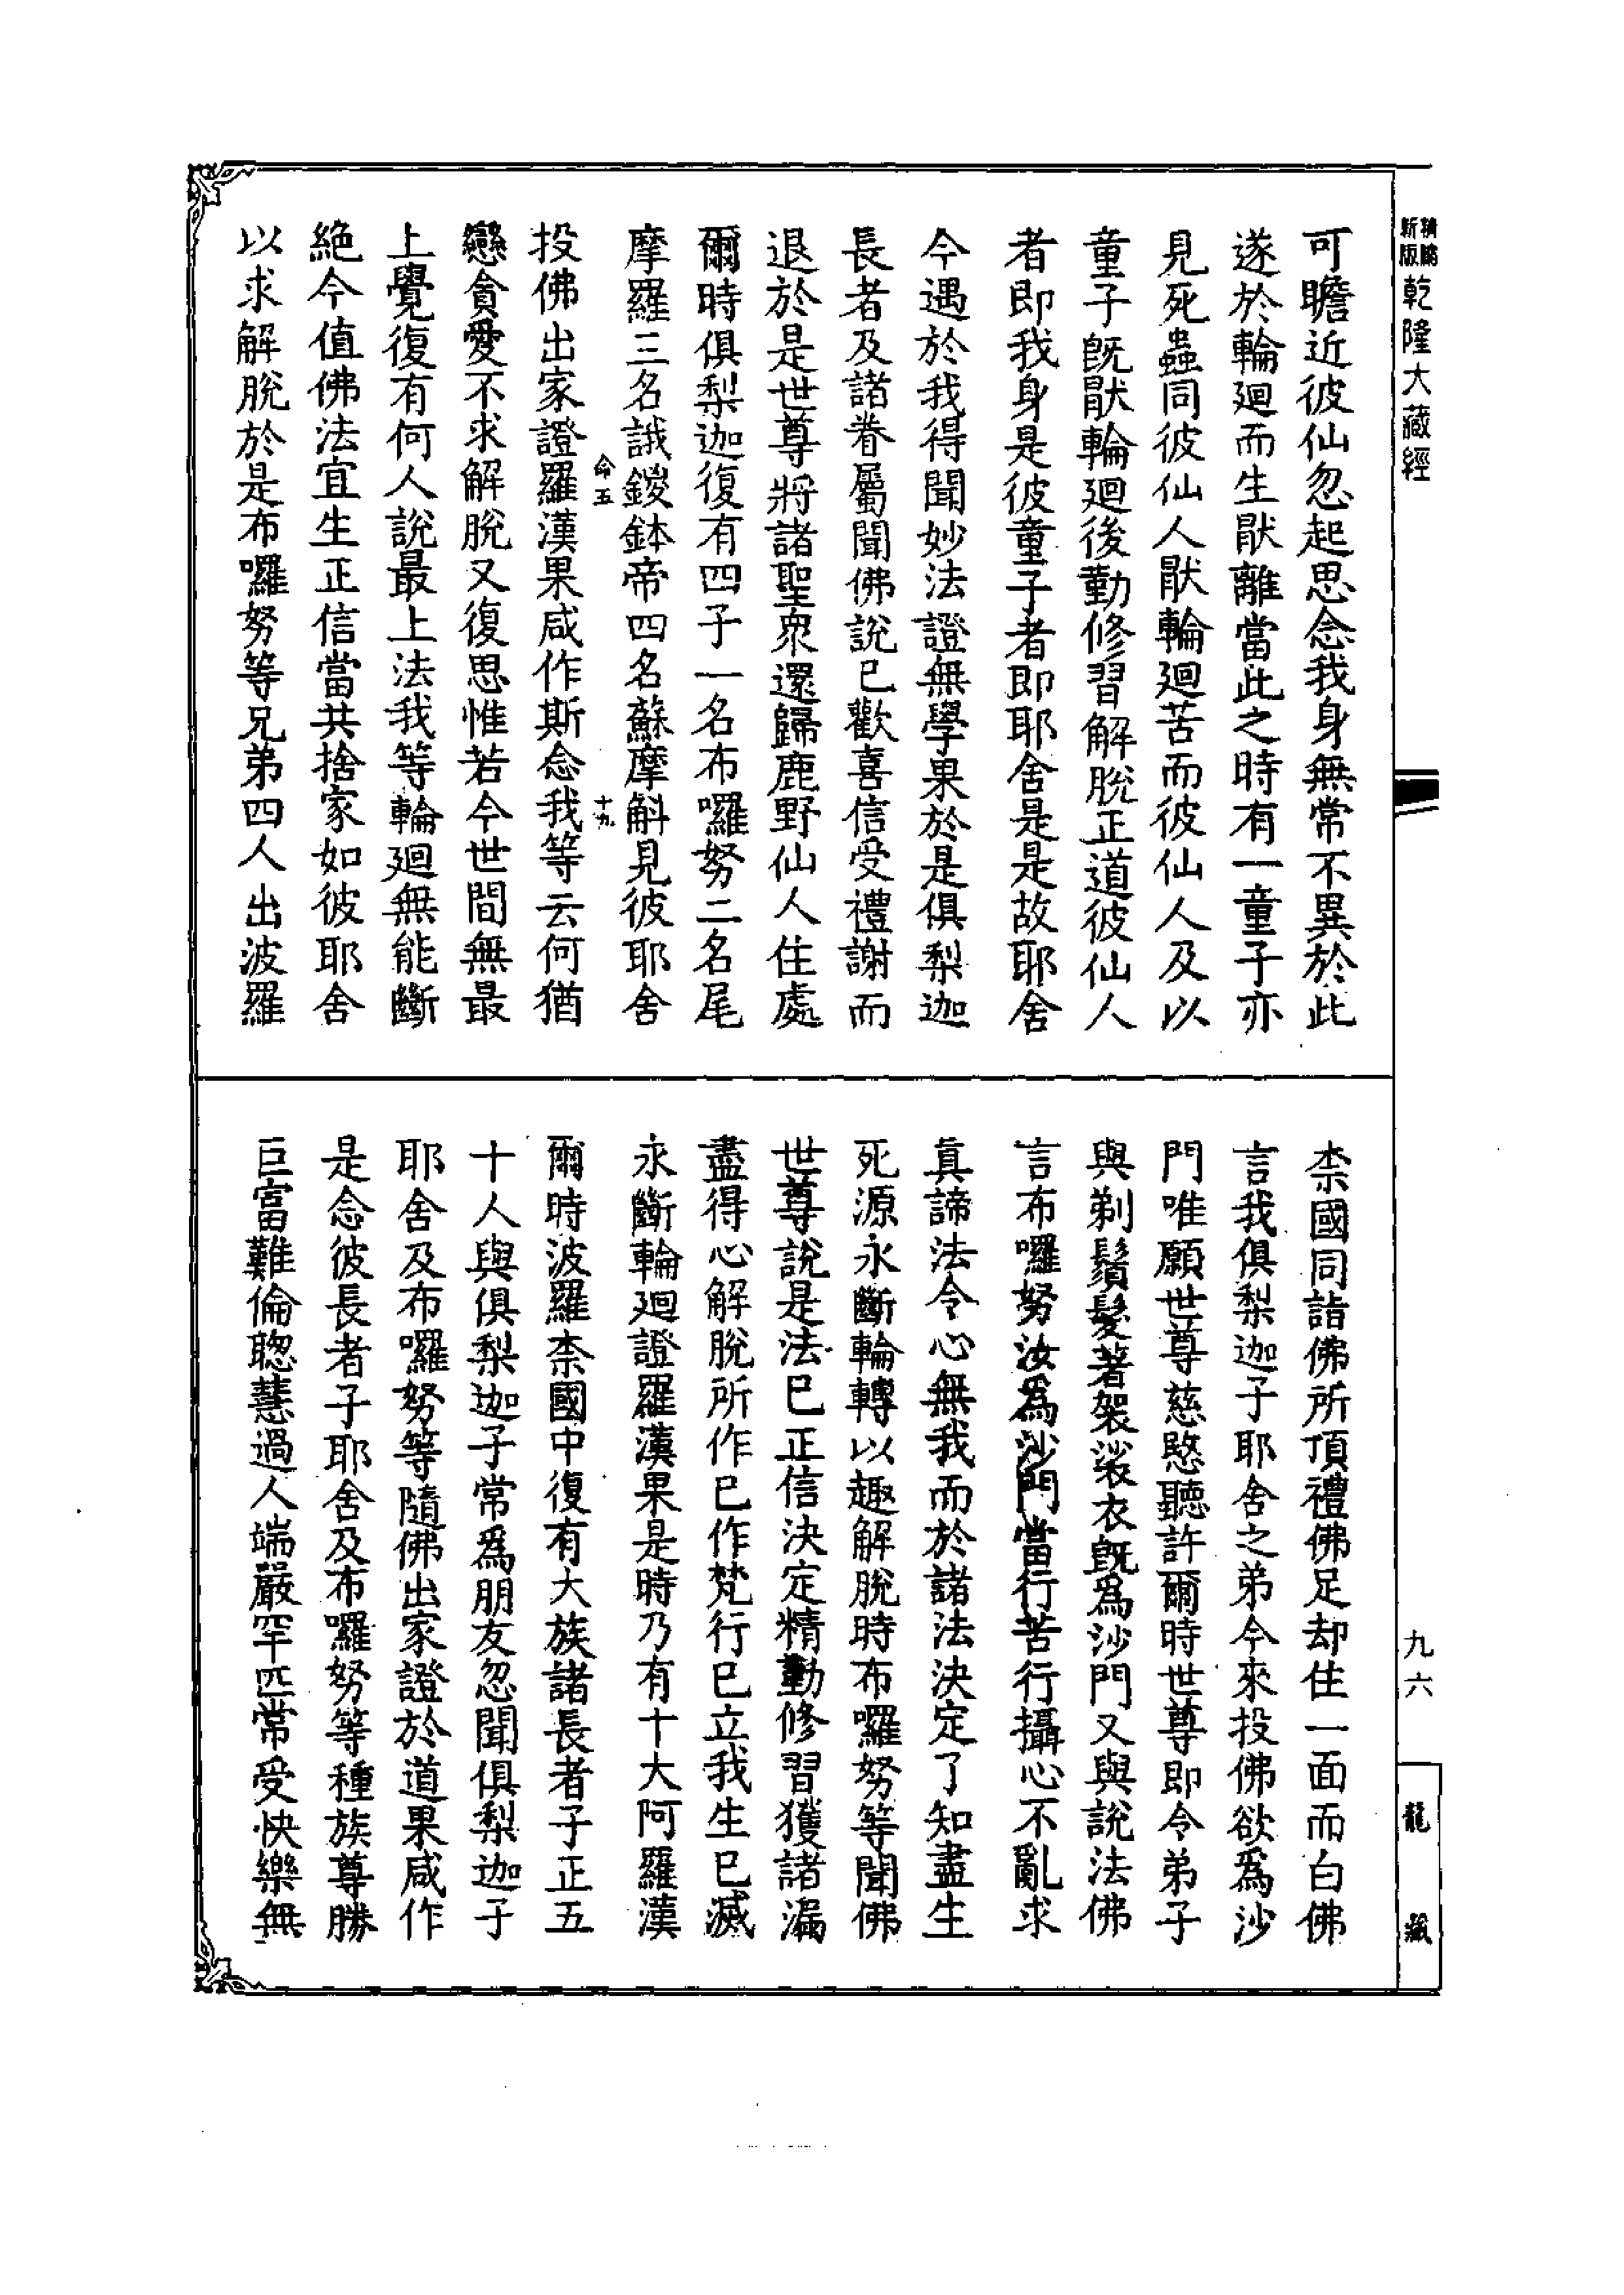 新版精縮乾隆大藏經
可瞻近彼仙忽起思念我身無常不異於此
遂於輪迴而生猒離當此之時有一童子亦
見死蟲同彼仙人猒輪迴苦而彼仙人及以
童子旣猒輪迴後勤修習解脫正道彼仙人
者即我身是彼童子者即耶舍是是故耶舍
今遇於我得聞妙法證無學果於是俱梨迦
長者及諸眷屬聞佛說已歡喜信受禮謝而
退於是世尊將諸聖衆還歸鹿野仙人住處
爾時俱梨迦復有四子一名布囉努二名尾
摩羅三名誐鑁鉢帝四名蘇摩斛見彼耶舍
命五
十九
投佛出家證羅漢果咸作斯念我等云何猶
戀貪愛不求解脫又復思惟若今世間無最
上覺復有何人說最上法我等輪迴無能斷
絶今值佛法宜生正信當共捨家如彼耶舍
以求解脫於是布囉努等兄弟四人出波羅
柰國同詣佛所頂禮佛足却住一面而白佛
言我俱梨迦子耶舍之弟今來投佛欲爲沙
門唯願世尊慈愍聽許爾時世尊即令弟子
與剃鬚髮著袈裟衣旣爲沙門又與說法佛
言布囉努汝爲沙門當行苦行攝心不亂求
真諦法令心無我而於諸法決定了知盡生
死源永斷輪轉以趣解脫時布囉努等聞佛
世尊說是法已正信決定精勤修習獲諸漏
盡得心解脫所作已作梵行已立我生已滅
永斷輪迴證羅漢果是時乃有十大阿羅漢
爾時波羅柰國中復有大族諸長者子正五
十人與俱梨迦子常爲朋友忽聞俱梨迦子
耶舍及布囉努等隨佛出家證於道果咸作
是念彼長者子耶舍及布囉努等種族尊勝
巨富難倫聰慧過人端嚴罕匹常受快樂無
九六
龍藏